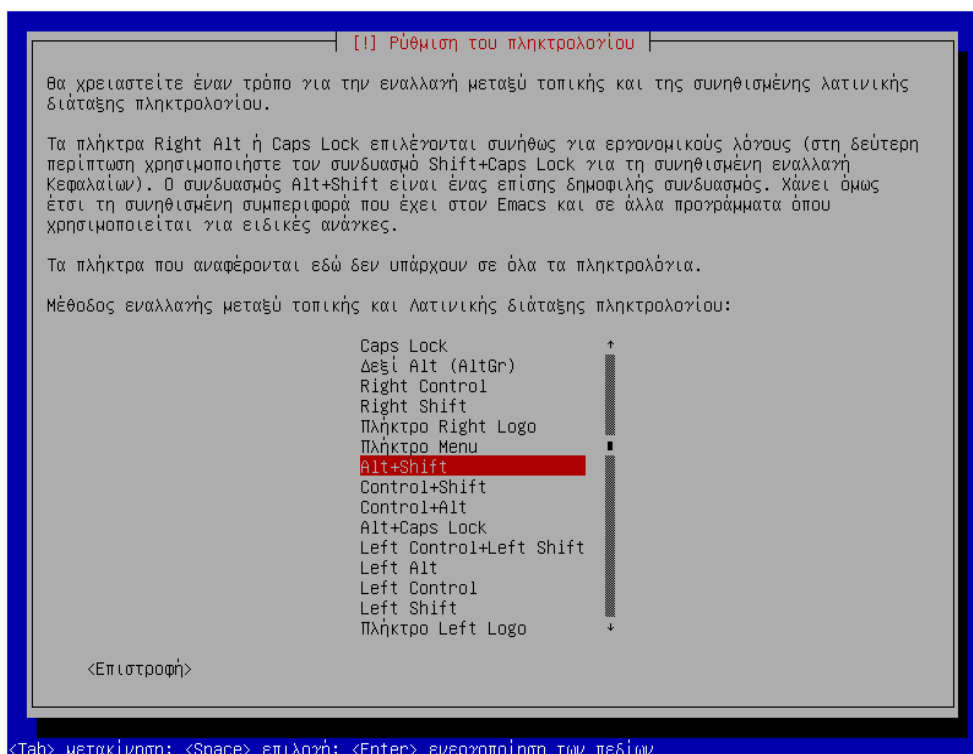 [!] Ρύθμιση του πληκτρολογίου
Θα χρειαστείτε έναν τρόπο για την εναλλαγή μεταξύ τοπικής και της συνηθισμένης λατινικής
διάταξης πληκτρολογίου.
Τα πλήκτρα Right Alt ή Caps Lock επιλέγονται συνήθως για εργονομικούς λόγους (στη δεύτερη
περίπτωση χρησιμοποιήστε τον συνδυασμό Shift+Caps Lock για τη συνηθισμένη εναλλαγή
Κεφαλαίων). Ο συνδυασμός Alt+Shift είναι ένας επίσης δημοφιλής συνδυασμός. Χάνει όμως
έτσι τη συνηθισμένη συμπεριφορά που έχει στον Emacs και σε άλλα προγράμματα όπου
χρησιμοποιείται για ειδικές ανάγκες.
Τα πλήκτρα που αναφέρονται εδώ δεν υπάρχουν σε όλα τα πληκτρολόγια.
Μέθοδος εναλλαγής μεταξύ τοπικής και Λατινικής διάταξης πληκτρολογίου:
Caps Lock
Δεξί Alt (AltGr)
Right Control
Right Shift
Πλήκτρο Right Logo
Πλήκτρο Menu
Alt+Shift
Control+Shift
Control+Alt
Alt+Caps Lock
Left Control+Left Shift
Left Alt
Left Control
Left Shift
Πλήκτρο Left Logo
<Επιστροφή>
<Tab> μετακίνηση; <Space> επιλογή; <Enter> ενεργοποίηση των πεδίων